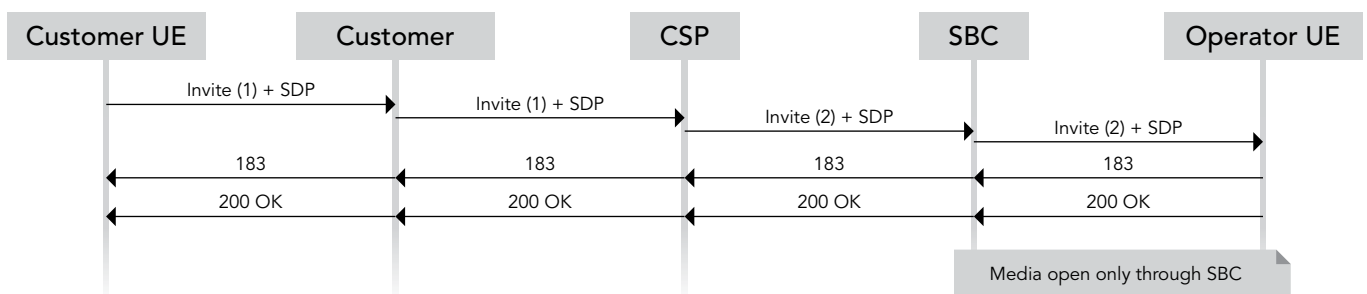 Customer UE
Customer
CSP
SBC
Operator UE
Invite (1) + SDP
Invite (1) + SDP
Invite (2) + SDP
Invite (2) + SDP
183
183
183
183
200 OK
200 OK
200 OK
200 OK
Media open only through SBC